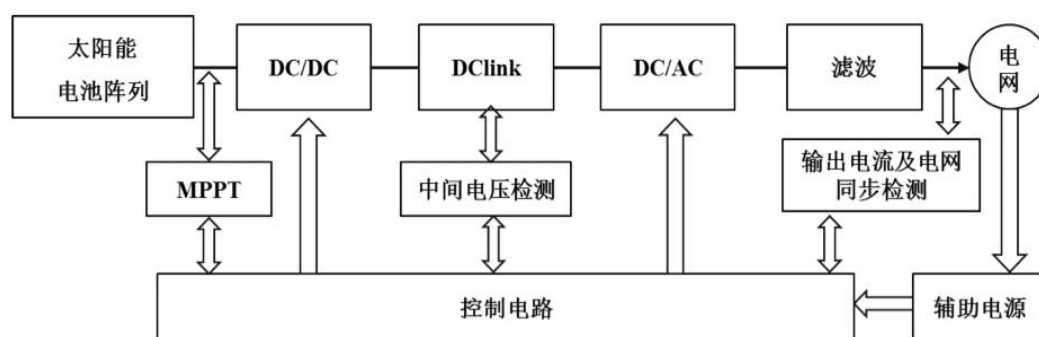 太阳能
电池阵列
DC/DC
DClink
DC/AC
滤波
电
网
MPPT
中间电压检测
输出电流及电网
同步检测
控制电路
辅助电源